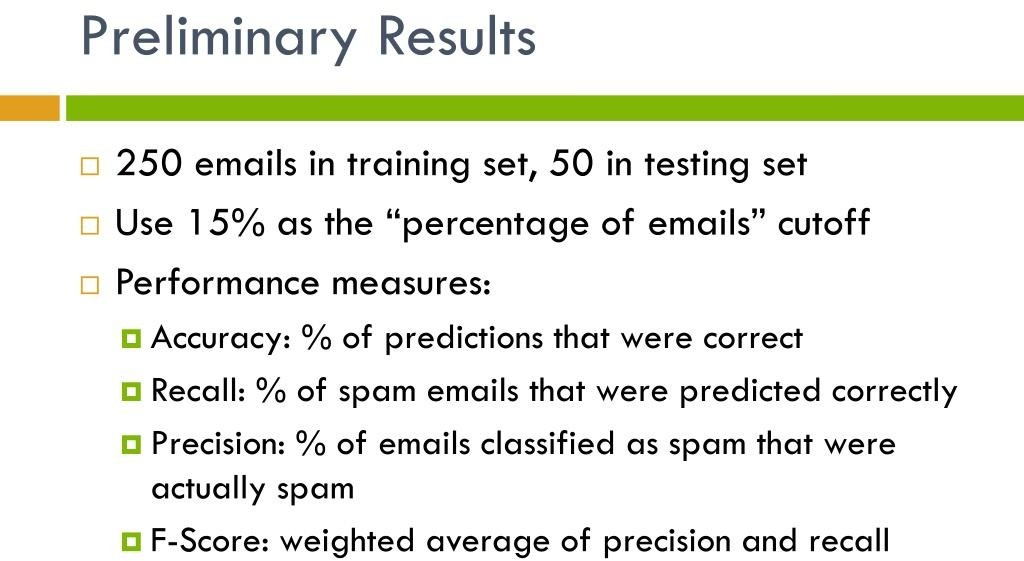 Preliminary Results
250 emails in training set, 50 in testing set
Use 15% as the “percentage of emails” cutoff
Performance measures:
Accuracy: % of predictions that were correct
Recall: % of spam emails that were predicted correctly
Precision: % of emails classified as spam that were
actually spam
F-Score: weighted average of precision and recall